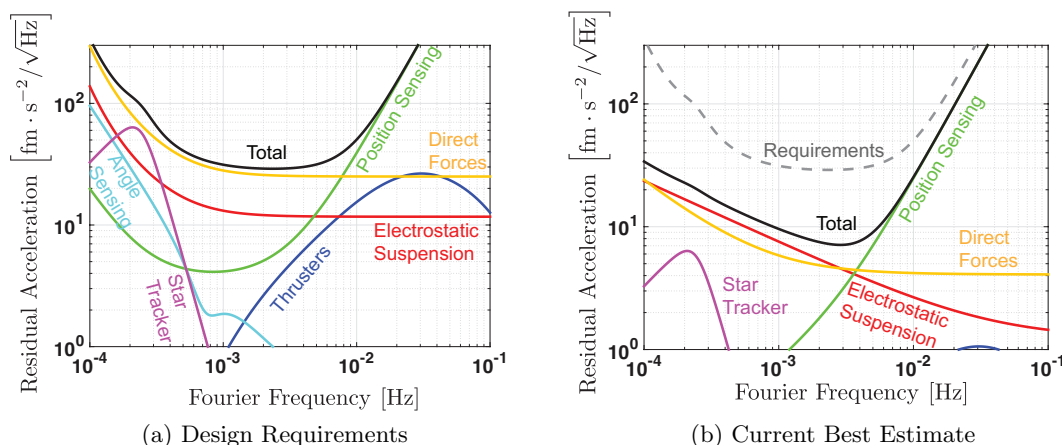 Residual Acceleration [fm · s⁻²/√Hz]
10²
10¹
10⁰
Total
Position Sensing
Direct
Forces
Angle
Sensing
Electrostatic
Suspension
Star
Tracker
Thrusters
10⁻⁴
10⁻³
10⁻²
10⁻¹
Fourier Frequency [Hz]
(a) Design Requirements
Residual Acceleration [fm · s⁻²/√Hz]
10²
10¹
10⁰
Requirements
Position Sensing
Total
Direct
Forces
Star
Tracker
Electrostatic
Suspension
10⁻⁴
10⁻³
10⁻²
10⁻¹
Fourier Frequency [Hz]
(b) Current Best Estimate